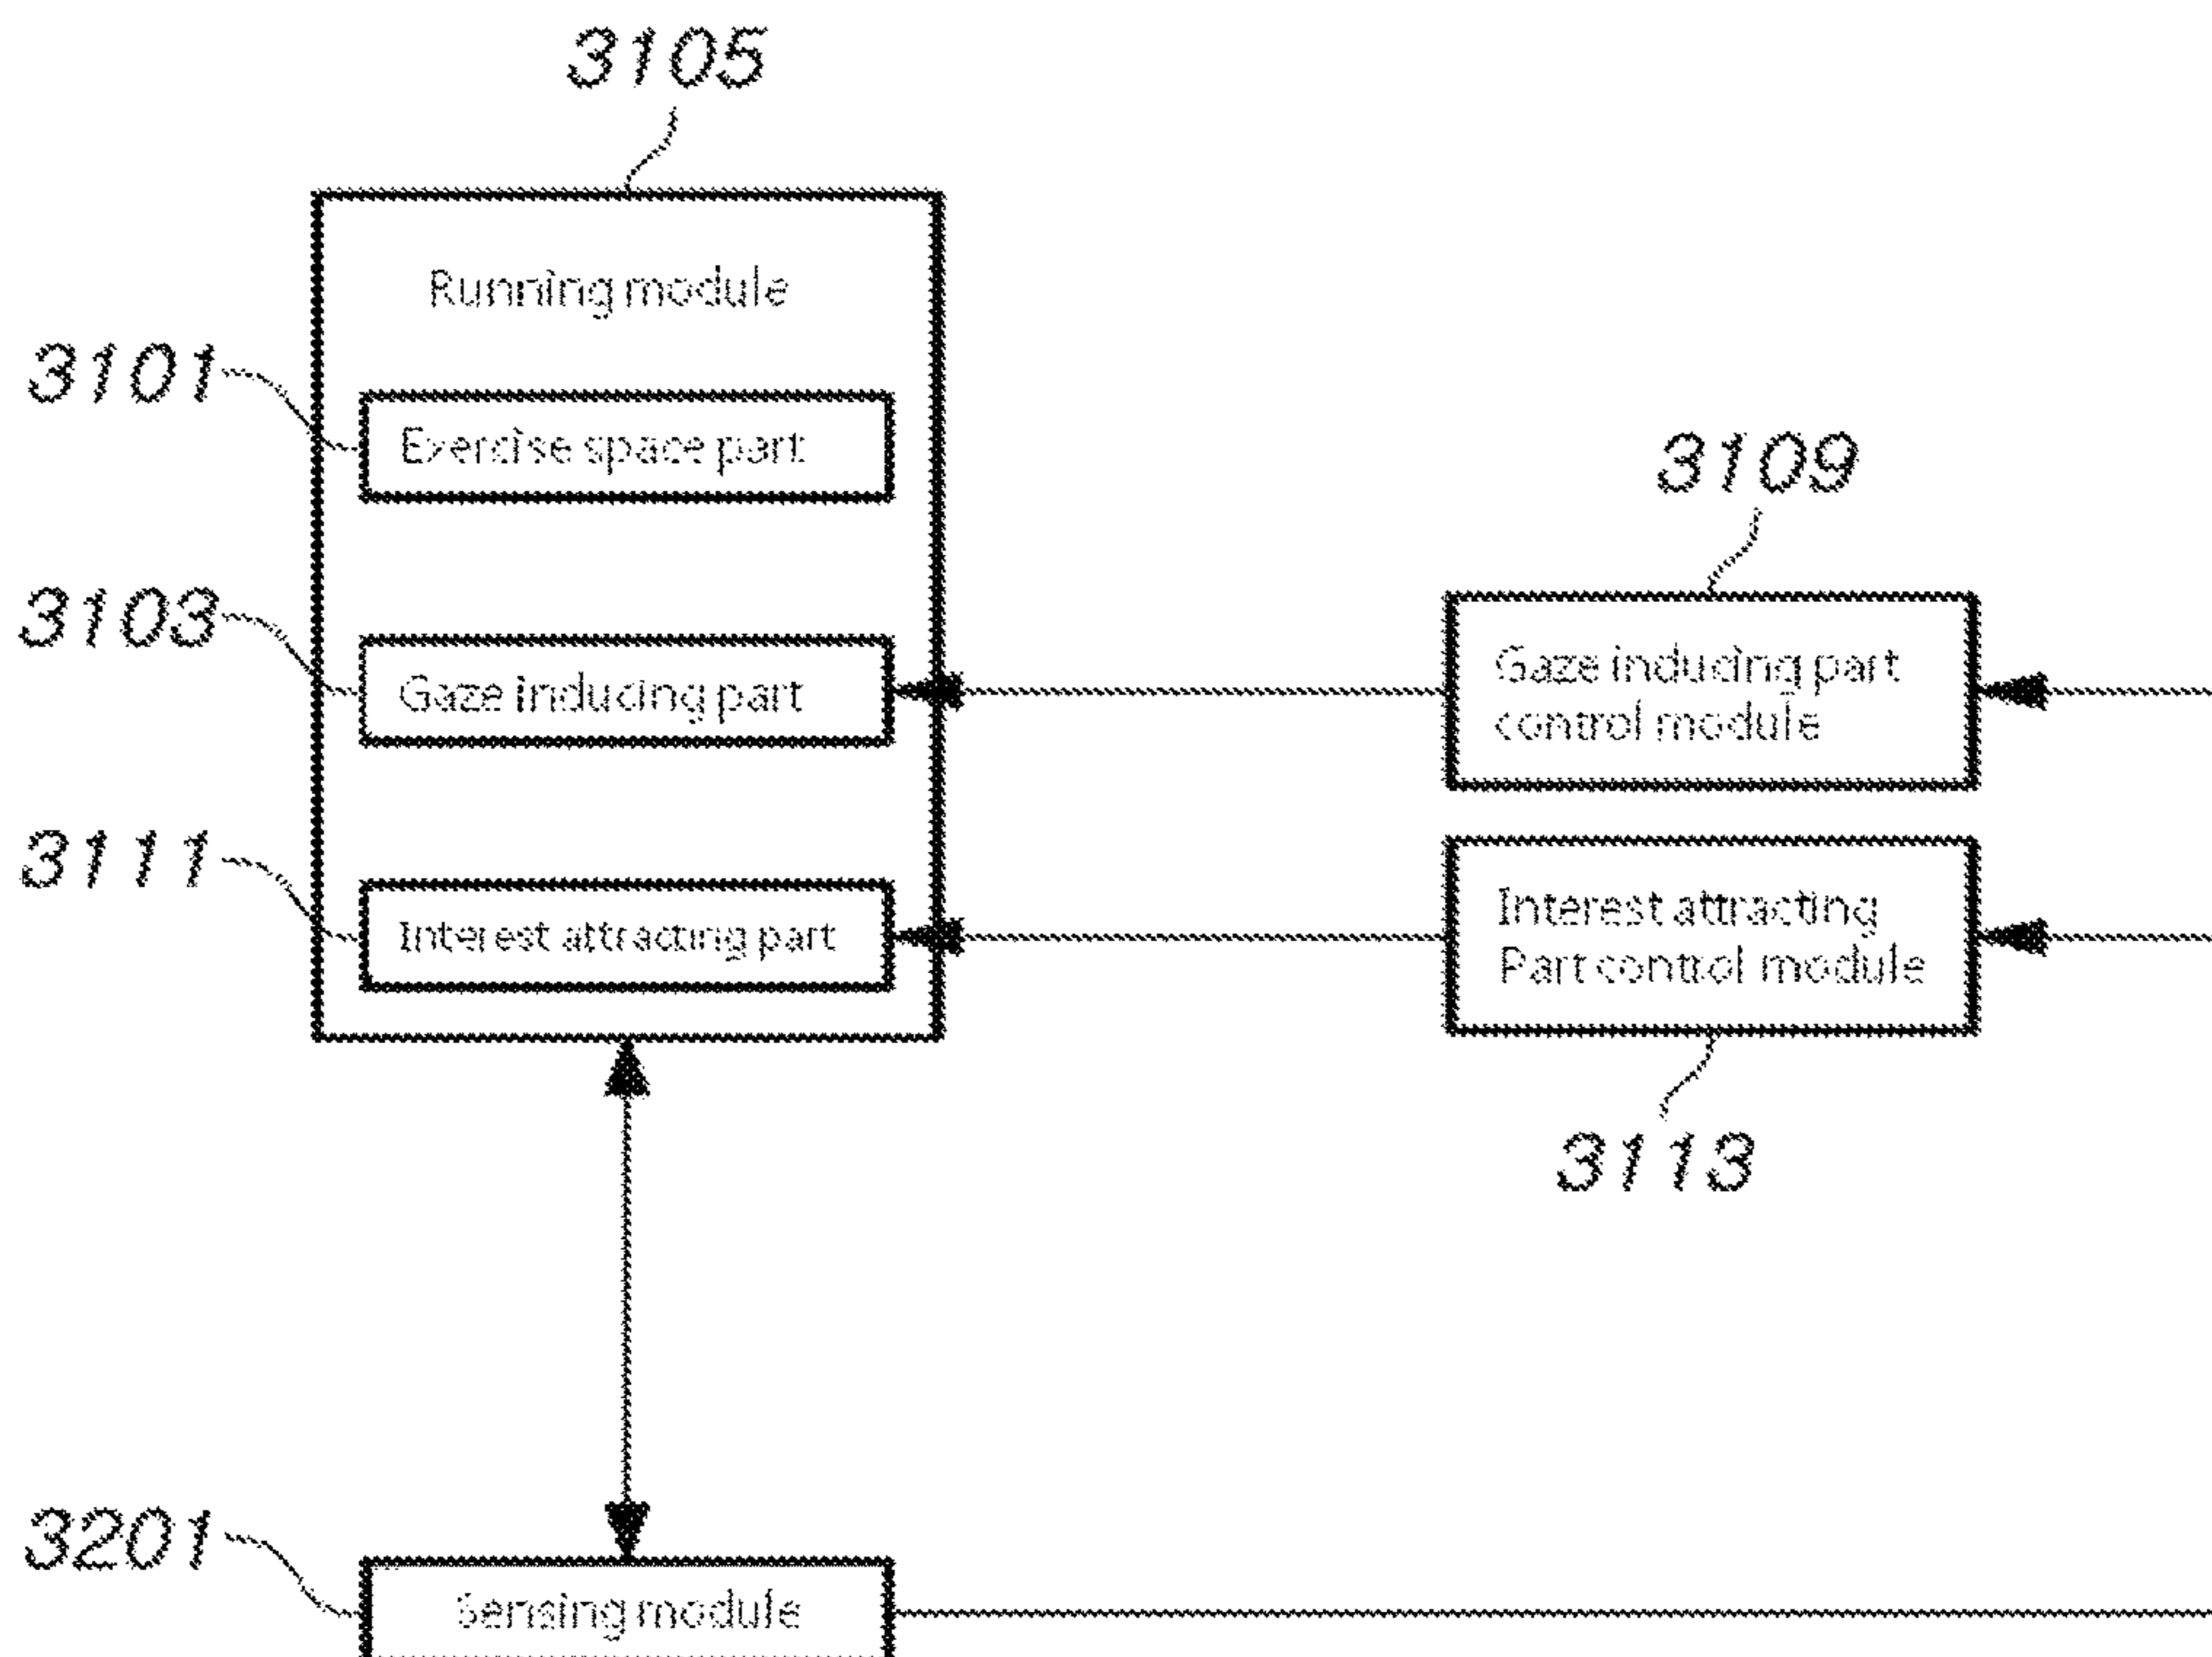 3105
Running module
3101
Exercise space part
3109
3103
Gaze inducing part
Gaze inducing part
control module
3111
Interest attracting part
Interest attracting
Part control module
3113
3201
Sensing module